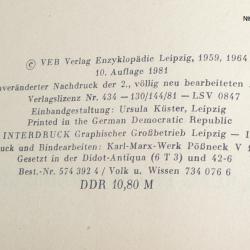 NE
© VEB Verlag Enzyklopädie Leipzig, 1959, 1964
10. Auflage 1981
nveränderter Nachdruck der 2., völlig neu bearbeiteten
Verlagslizenz Nr. 434 — 130/144/81 — LSV 0847
Einbandgestaltung: Ursula Küster, Leipzig
Printed in the German Democratic Republic
INTERDRUCK Graphischer Großbetrieb Leipzig —
uck und Bindearbeiten: Karl-Marx-Werk Pößneck V
Gesetzt in der Didot-Antiqua (6 T 3) und 42-6
Best.-Nr. 574 392 4 / Volk u. Wissen 734 076 6
DDR 10,80 M